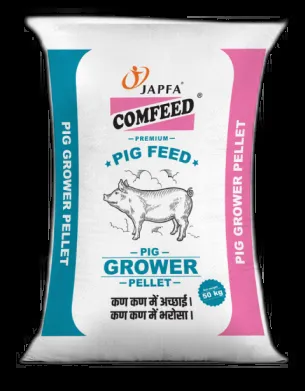 JAPFA®
COMFEED®
PREMIUM
PIG FEED
PIG
GROWER
PELLET
50 kg
कण कण में अच्छाई।
कण कण में भरोसा।
PIG GROWER PELLET
PIG GROWER PELLET